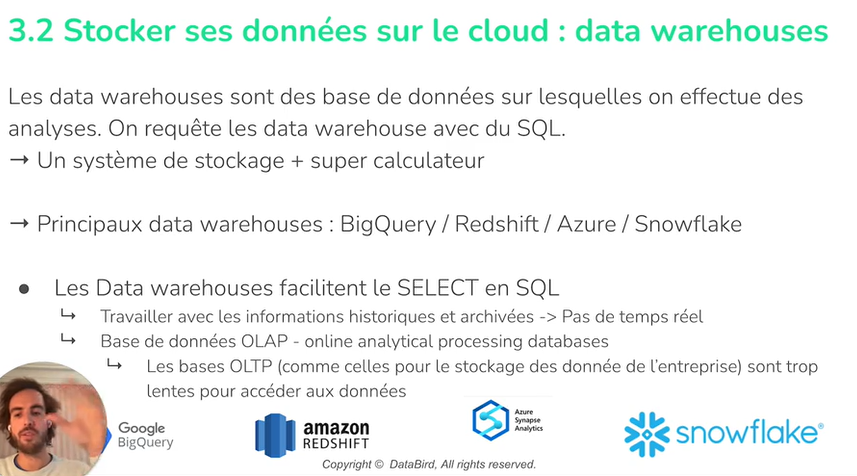 3.2 Stocker ses données sur le cloud : data warehouses
Les data warehouses sont des base de données sur lesquelles on effectue des
analyses. On requête les data warehouse avec du SQL.
→ Un système de stockage + super calculateur
→ Principaux data warehouses : BigQuery / Redshift / Azure / Snowflake
● Les Data warehouses facilitent le SELECT en SQL
↳ Travailler avec les informations historiques et archivées -> Pas de temps réel
↳ Base de données OLAP - online analytical processing databases
↳ Les bases OLTP (comme celles pour le stockage des donnée de l'entreprise) sont trop
lentes pour accéder aux données
Google
BigQuery
amazon
REDSHIFT
Azure
Synapse
Analytics
snowflake®
Copyright © DataBird, All rights reserved.